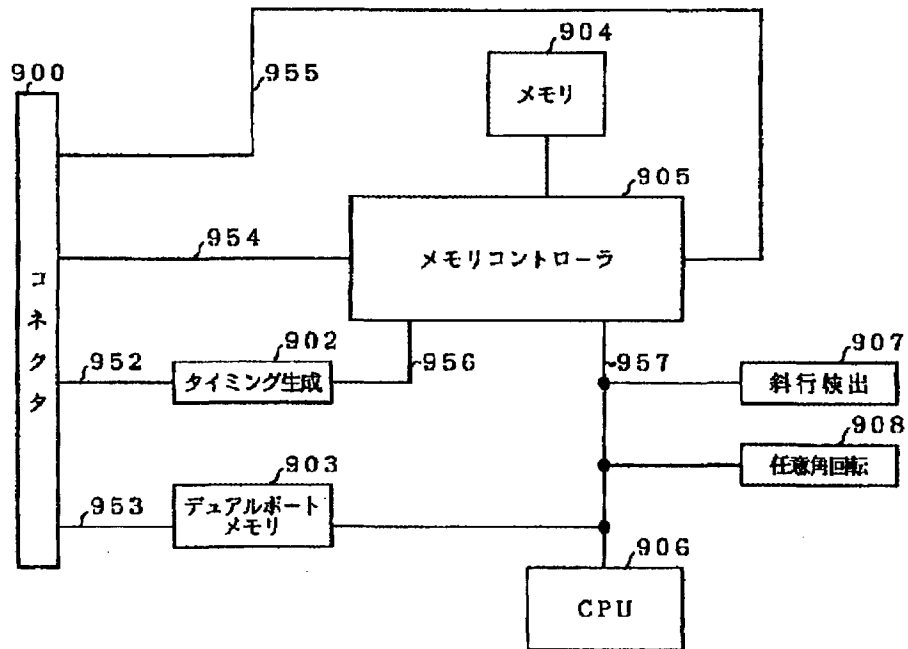 904
メモリ
900
955
905
メモリコントローラ
954
コネクタ
902
952
タイミング生成
956
957
907
斜行検出
908
任意角回転
903
953
デュアルポート
メモリ
906
CPU